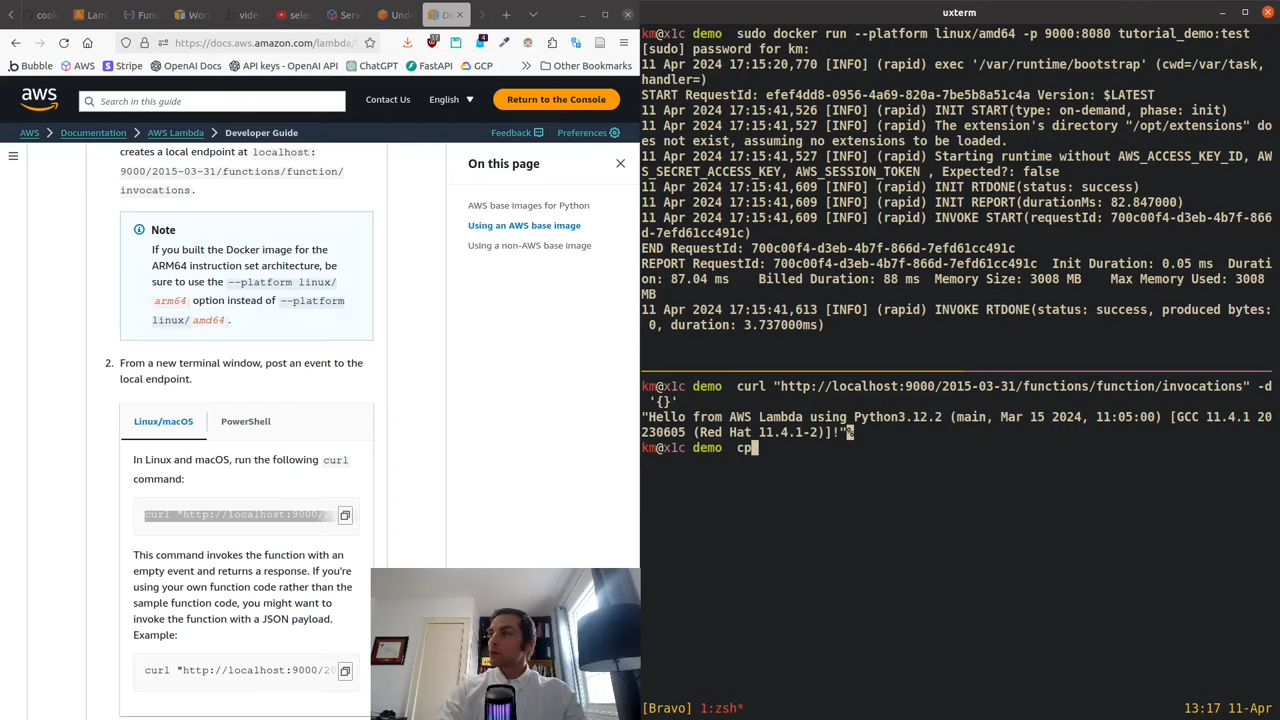 cook
Lam
Fun
Wor
vide
selec
Serv
Und
De
https://docs.aws.amazon.com/lambda/
Bubble
AWS
Stripe
OpenAI Docs
API keys - OpenAI API
FastAPI
GCP
Other Bookmarks
aws
Search in this guide
Contact Us
English
Return to the Console
AWS
Documentation
AWS Lambda
Developer Guide
Feedback
Preferences
creates a local endpoint at localhost:
9000/2015-03-31/functions/function/
invocations.
Note
If you built the Docker image for the
ARM64 instruction set architecture, be
sure to use the --platform linux/
arm64 option instead of --platform
linux/amd64.
2. From a new terminal window, post an event to the
local endpoint.
Linux/macOS
PowerShell
In Linux and macOS, run the following curl
command:
curl "http://localhost:9000/20
This command invokes the function with an
empty event and returns a response. If you're
using your own function code rather than the
sample function code, you might want to
invoke the function with a JSON payload.
Example:
curl "http://localhost:9000/20
On this page
AWS base images for Python
Using an AWS base image
Using a non-AWS base image
uxterm
km@x1c demo sudo docker run --platform linux/amd64 -p 9000:8080 tutorial_demo:test
[sudo] password for km:
11 Apr 2024 17:15:20,770 [INFO] (rapid) exec '/var/runtime/bootstrap' (cwd=/var/task,
handler=)
START RequestId: efef4dd8-0956-4a69-820a-7be5b8a51c4a Version: $LATEST
11 Apr 2024 17:15:41,526 [INFO] (rapid) INIT START(type: on-demand, phase: init)
11 Apr 2024 17:15:41,527 [INFO] (rapid) The extension's directory "/opt/extensions" do
es not exist, assuming no extensions to be loaded.
11 Apr 2024 17:15:41,527 [INFO] (rapid) Starting runtime without AWS_ACCESS_KEY_ID, AW
S_SECRET_ACCESS_KEY, AWS_SESSION_TOKEN , Expected?: false
11 Apr 2024 17:15:41,609 [INFO] (rapid) INIT RTDONE(status: success)
11 Apr 2024 17:15:41,609 [INFO] (rapid) INIT REPORT(durationMs: 82.847000)
11 Apr 2024 17:15:41,609 [INFO] (rapid) INVOKE START(requestId: 700c00f4-d3eb-4b7f-866
d-7efd61cc491c)
END RequestId: 700c00f4-d3eb-4b7f-866d-7efd61cc491c
REPORT RequestId: 700c00f4-d3eb-4b7f-866d-7efd61cc491c Init Duration: 0.05 ms Durati
on: 87.04 ms Billed Duration: 88 ms Memory Size: 3008 MB Max Memory Used: 3008
MB
11 Apr 2024 17:15:41,613 [INFO] (rapid) INVOKE RTDONE(status: success, produced bytes:
0, duration: 3.737000ms)
km@x1c demo curl "http://localhost:9000/2015-03-31/functions/function/invocations" -d
'{}'
"Hello from AWS Lambda using Python3.12.2 (main, Mar 15 2024, 11:05:00) [GCC 11.4.1 20
230605 (Red Hat 11.4.1-2)]!"%
km@x1c demo cp
[Bravo] 1:zsh*
13:17 11-Apr